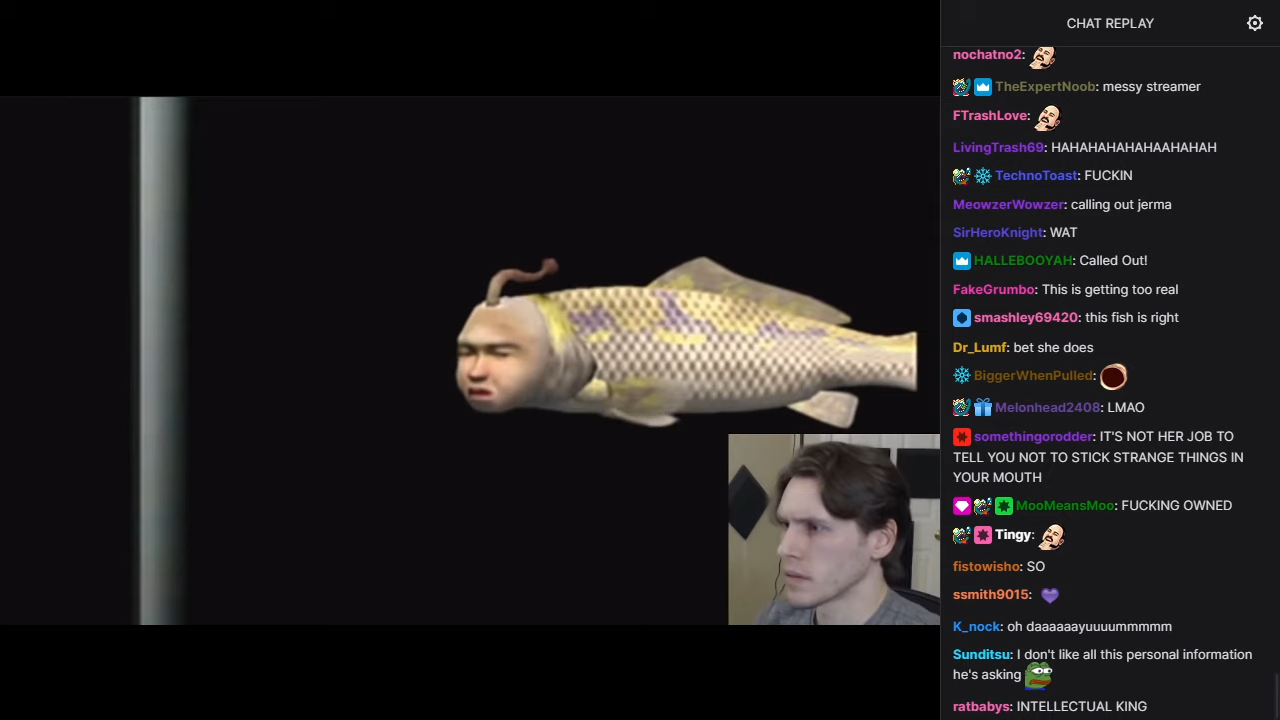 CHAT REPLAY
nochatno2:
TheExpertNoob: messy streamer
FTrashLove:
LivingTrash69: HAHAHAHAHAHAAHAHAH
TechnoToast: FUCKIN
MeowzerWowzer: calling out jerma
SirHeroKnight: WAT
HALLEBOOYAH: Called Out!
FakeGrumbo: This is getting too real
smashley69420: this fish is right
Dr_Lumf: bet she does
BiggerWhenPulled:
Melonhead2408: LMAO
somethingorodder: IT'S NOT HER JOB TO
TELL YOU NOT TO STICK STRANGE THINGS IN
YOUR MOUTH
MooMeansMoo: FUCKING OWNED
Tingy:
fistowisho: SO
ssmith9015:
K_nock: oh daaaaaayuuuummmmm
Sunditsu: I don't like all this personal information
he's asking
ratbabys: INTELLECTUAL KING